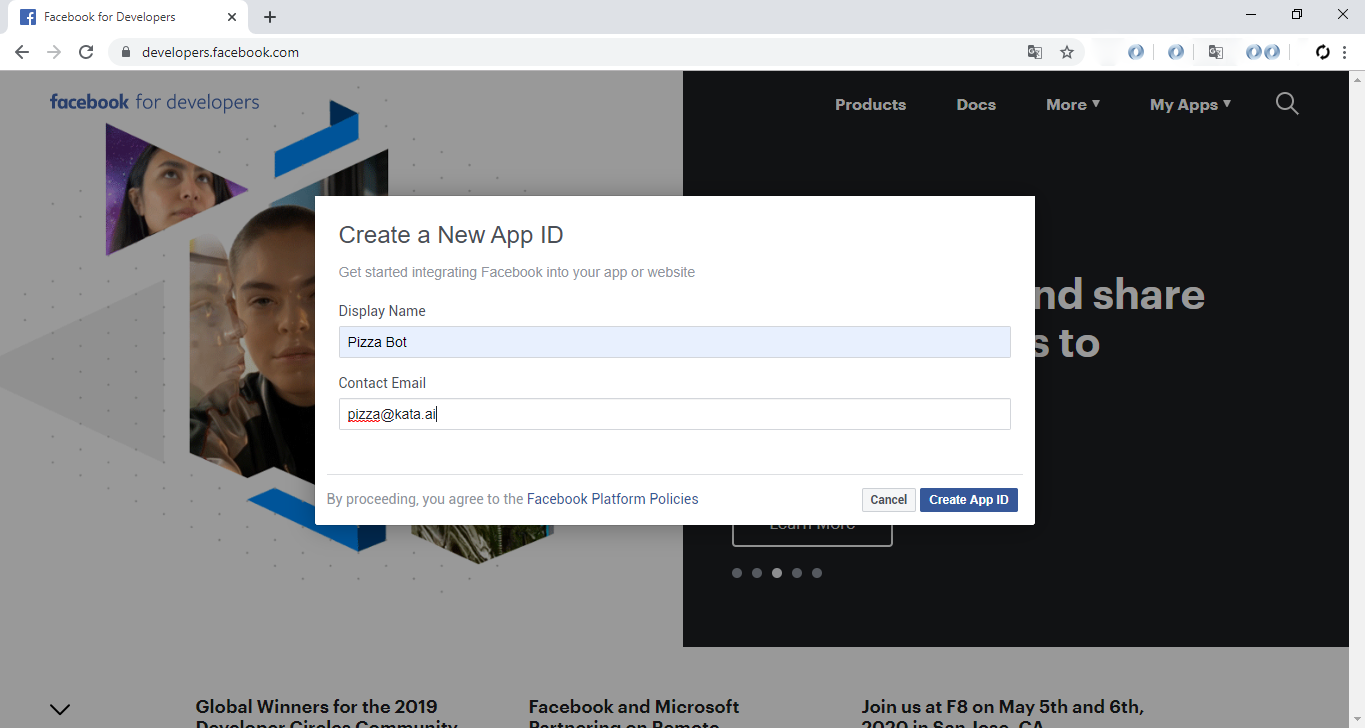 Facebook for Developers
developers.facebook.com
facebook for developers
Products
Docs
More
My Apps
nd share
s to
Create a New App ID
Get started integrating Facebook into your app or website
Display Name
Pizza Bot
Contact Email
pizza@kata.ai
By proceeding, you agree to the Facebook Platform Policies
Cancel
Create App ID
Learn More
Global Winners for the 2019
Developer Circles Community
Facebook and Microsoft
Partnering on Remote
Join us at F8 on May 5th and 6th,
2020 in San Jose, CA